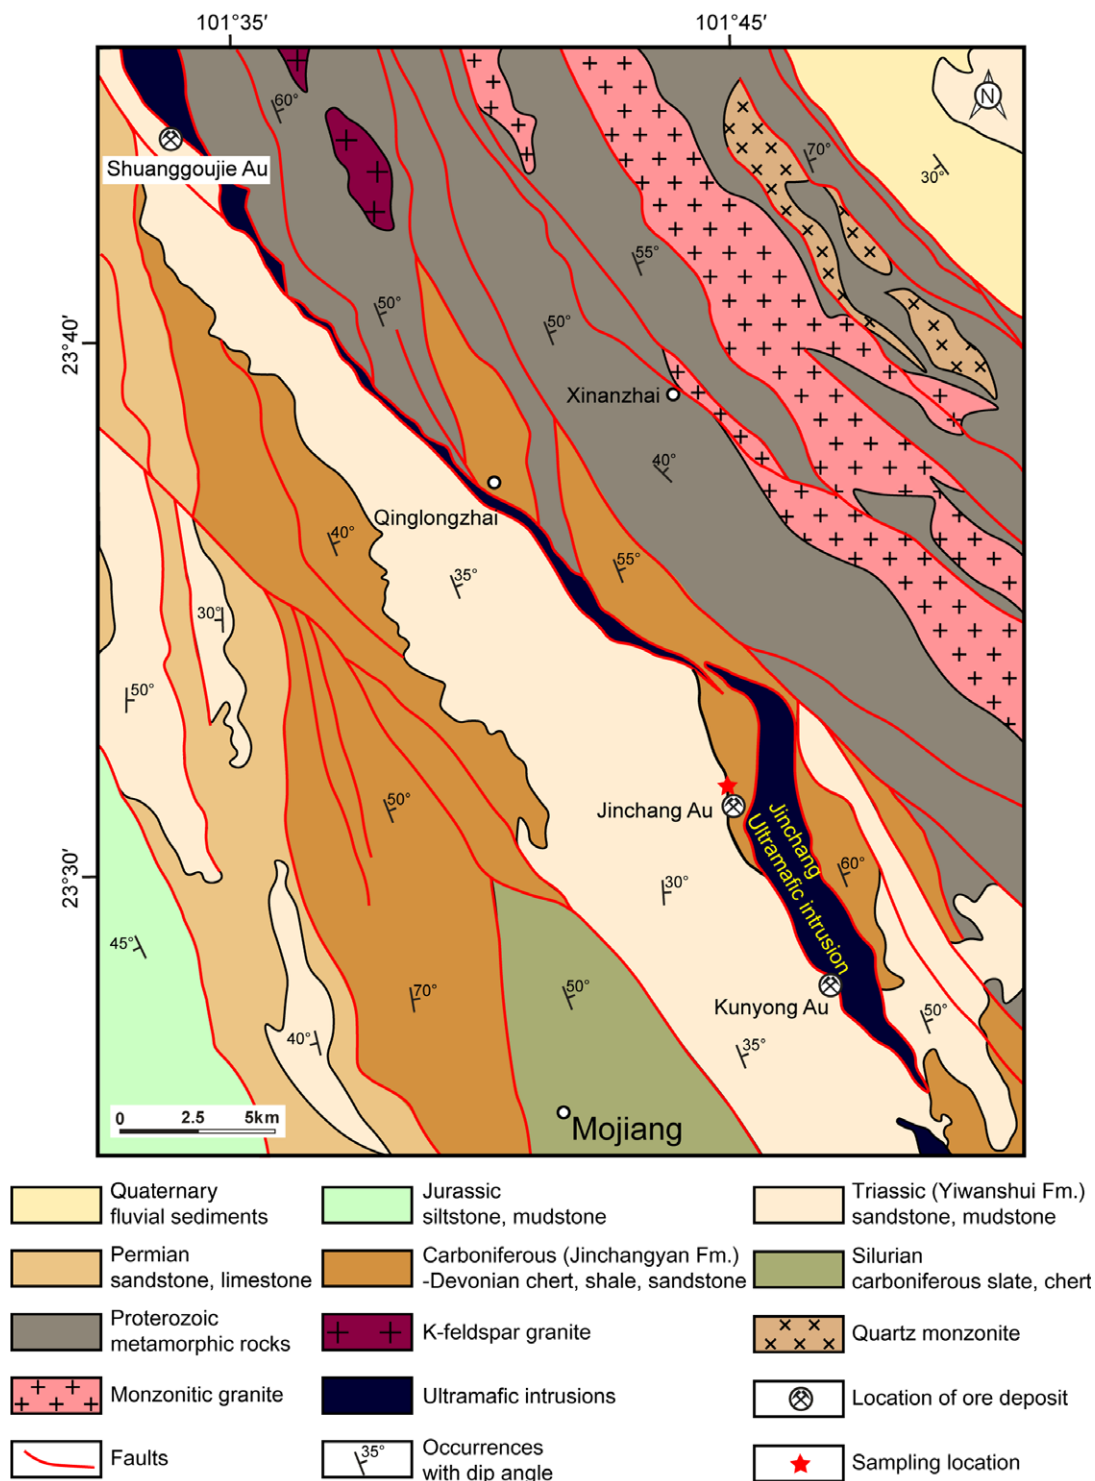 101°35′
101°45′
N
60°
70°
30°
Shuanggoujie Au
55°
50°
50°
23°40′
Xinanzhai
40°
Qinglongzhai
40°
35°
55°
30°
50°
Jinchang Au
Jinchang
Ultramafic intrusion
50°
60°
23°30′
30°
45°
70°
50°
Kunyong Au
50°
40°
35°
0 2.5 5km
Mojiang
Quaternary
fluvial sediments
Jurassic
siltstone, mudstone
Triassic (Yiwanshui Fm.)
sandstone, mudstone
Permian
sandstone, limestone
Carboniferous (Jinchangyan Fm.)
-Devonian chert, shale, sandstone
Silurian
carboniferous slate, chert
Proterozoic
metamorphic rocks
K-feldspar granite
Quartz monzonite
Monzonitic granite
Ultramafic intrusions
Location of ore deposit
Faults
35°
Occurrences
with dip angle
Sampling location